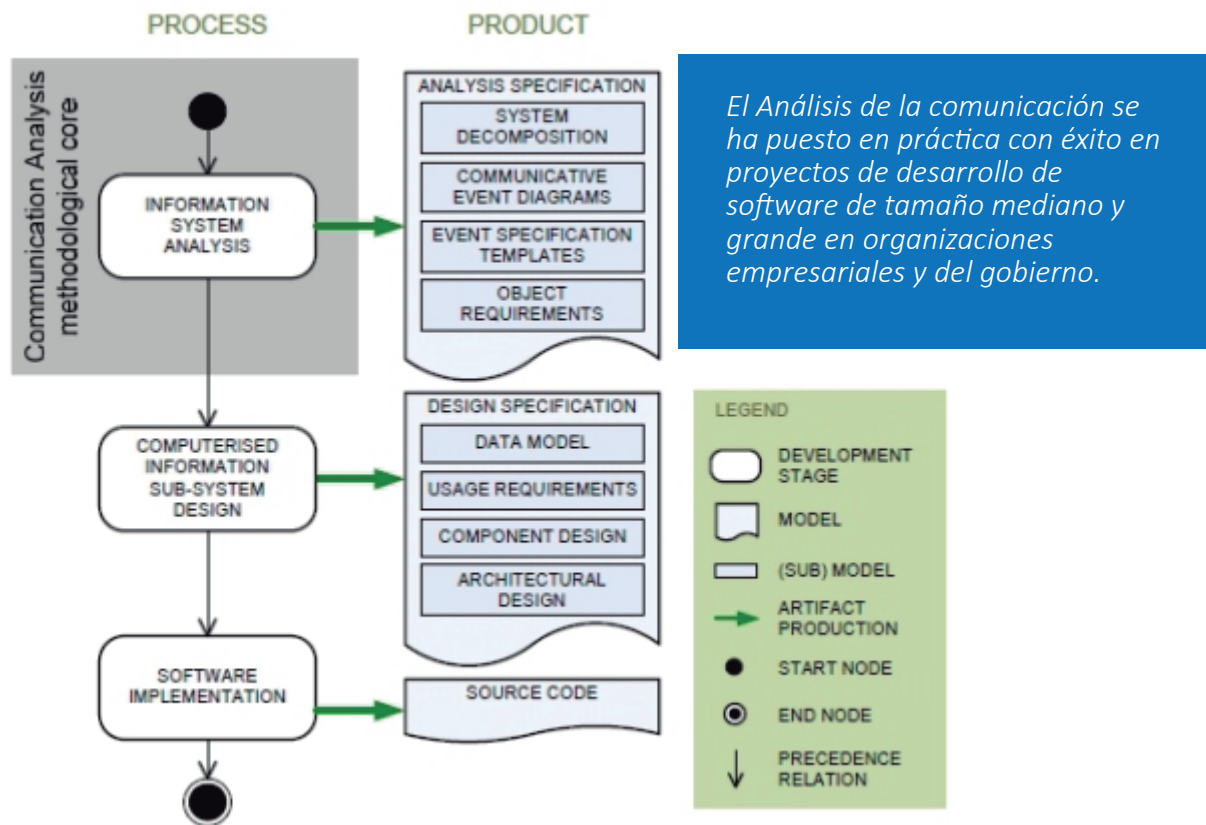 PROCESS
PRODUCT
Communication Analysis
methodological core
INFORMATION
SYSTEM
ANALYSIS
ANALYSIS SPECIFICATION
SYSTEM
DECOMPOSITION
COMMUNICATIVE
EVENT DIAGRAMS
EVENT SPECIFICATION
TEMPLATES
OBJECT
REQUIREMENTS
El Análisis de la comunicación se
ha puesto en práctica con éxito en
proyectos de desarrollo de
software de tamaño mediano y
grande en organizaciones
empresariales y del gobierno.
COMPUTERISED
INFORMATION
SUB-SYSTEM
DESIGN
DESIGN SPECIFICATION
DATA MODEL
USAGE REQUIREMENTS
COMPONENT DESIGN
ARCHITECTURAL
DESIGN
SOFTWARE
IMPLEMENTATION
SOURCE CODE
LEGEND
DEVELOPMENT
STAGE
MODEL
(SUB) MODEL
ARTIFACT
PRODUCTION
START NODE
END NODE
PRECEDENCE
RELATION